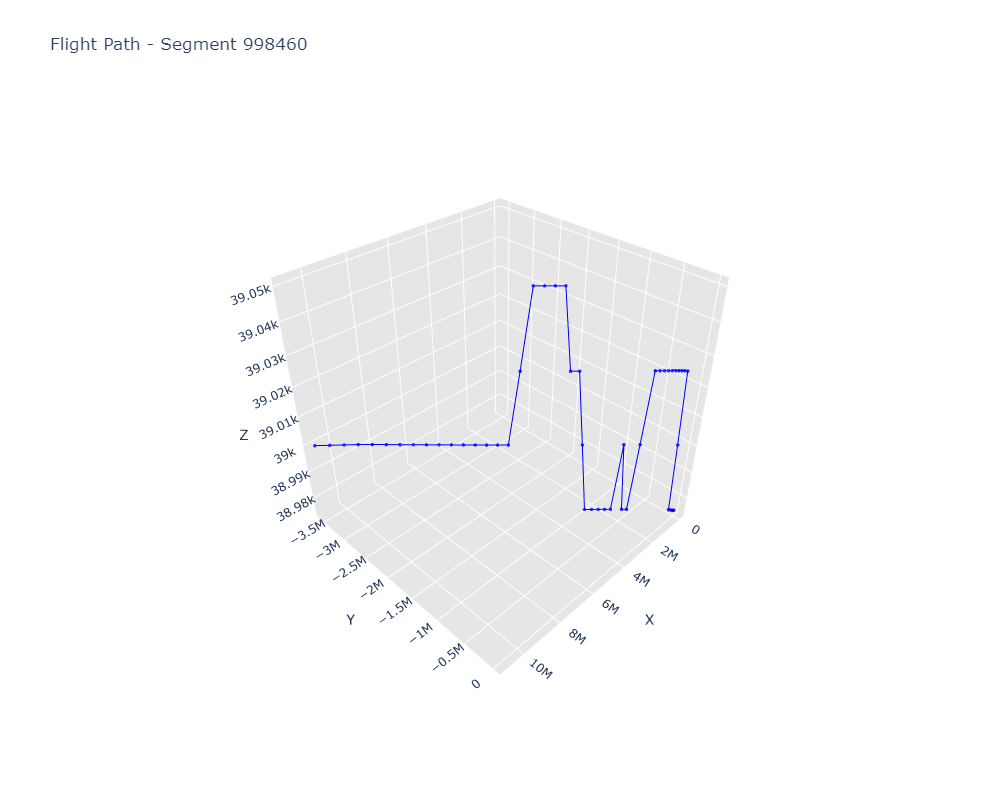 Flight Path - Segment 998460
39.05k
39.04k
39.03k
39.02k
39.01k
39k
38.99k
38.98k
Z
−3.5M
−3M
−2.5M
−2M
−1.5M
−1M
−0.5M
0
Y
0
2M
4M
6M
8M
10M
X